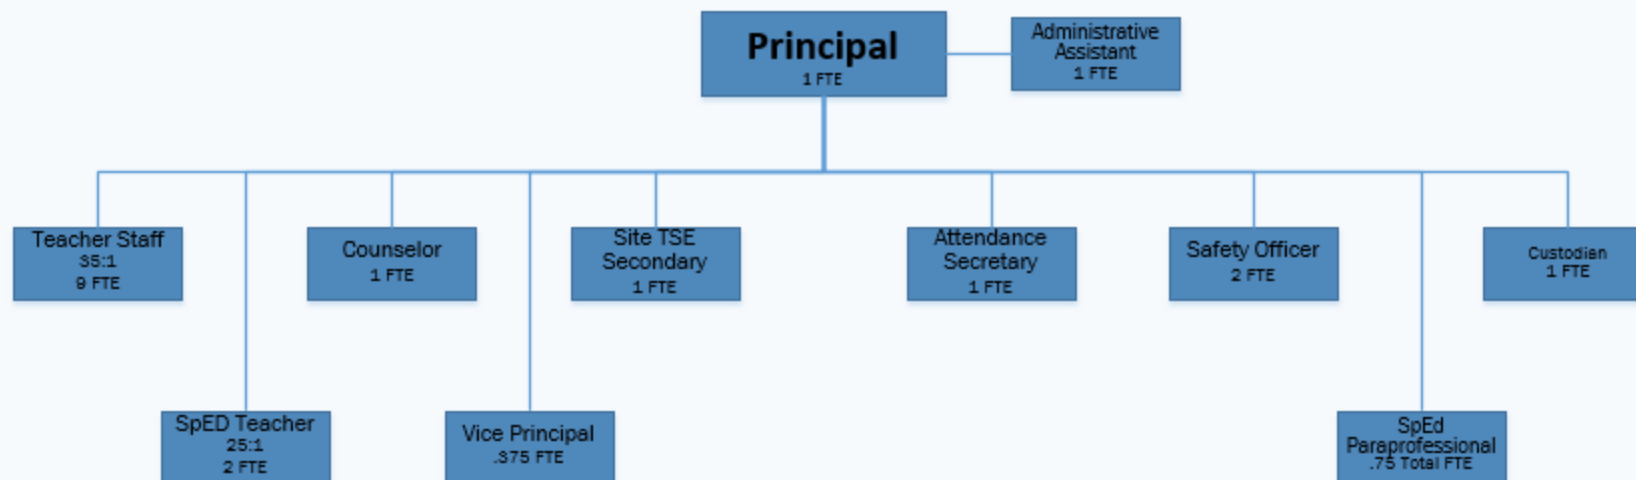 Principal
1 FTE
Administrative
Assistant
1 FTE
Teacher Staff
35:1
9 FTE
Counselor
1 FTE
Site TSE
Secondary
1 FTE
Attendance
Secretary
1 FTE
Safety Officer
2 FTE
Custodian
1 FTE
SpED Teacher
25:1
2 FTE
Vice Principal
.375 FTE
SpEd
Paraprofessional
.75 Total FTE